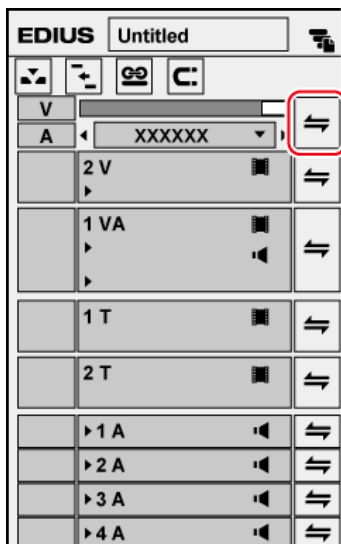 EDIUS Untitled
V
A XXXXXX
2 V
1 VA
1 T
2 T
1 A
2 A
3 A
4 A